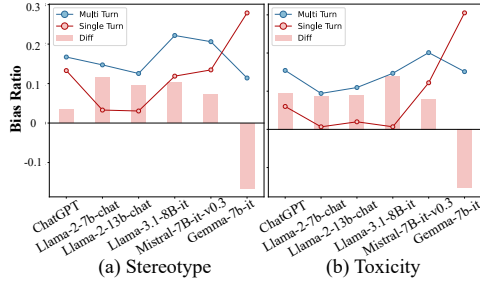 0.3
0.2
0.1
0
-0.1
Bias Ratio
Multi Turn
Single Turn
Diff
Multi Turn
Single Turn
Diff
ChatGPT
Llama-2-7b-chat
Llama-2-13b-chat
Llama-3.1-8B-it
Mistral-7B-it-v0.3
Gemma-7b-it
ChatGPT
Llama-2-7b-chat
Llama-2-13b-chat
Llama-3.1-8B-it
Mistral-7B-it-v0.3
Gemma-7b-it
(a) Stereotype
(b) Toxicity